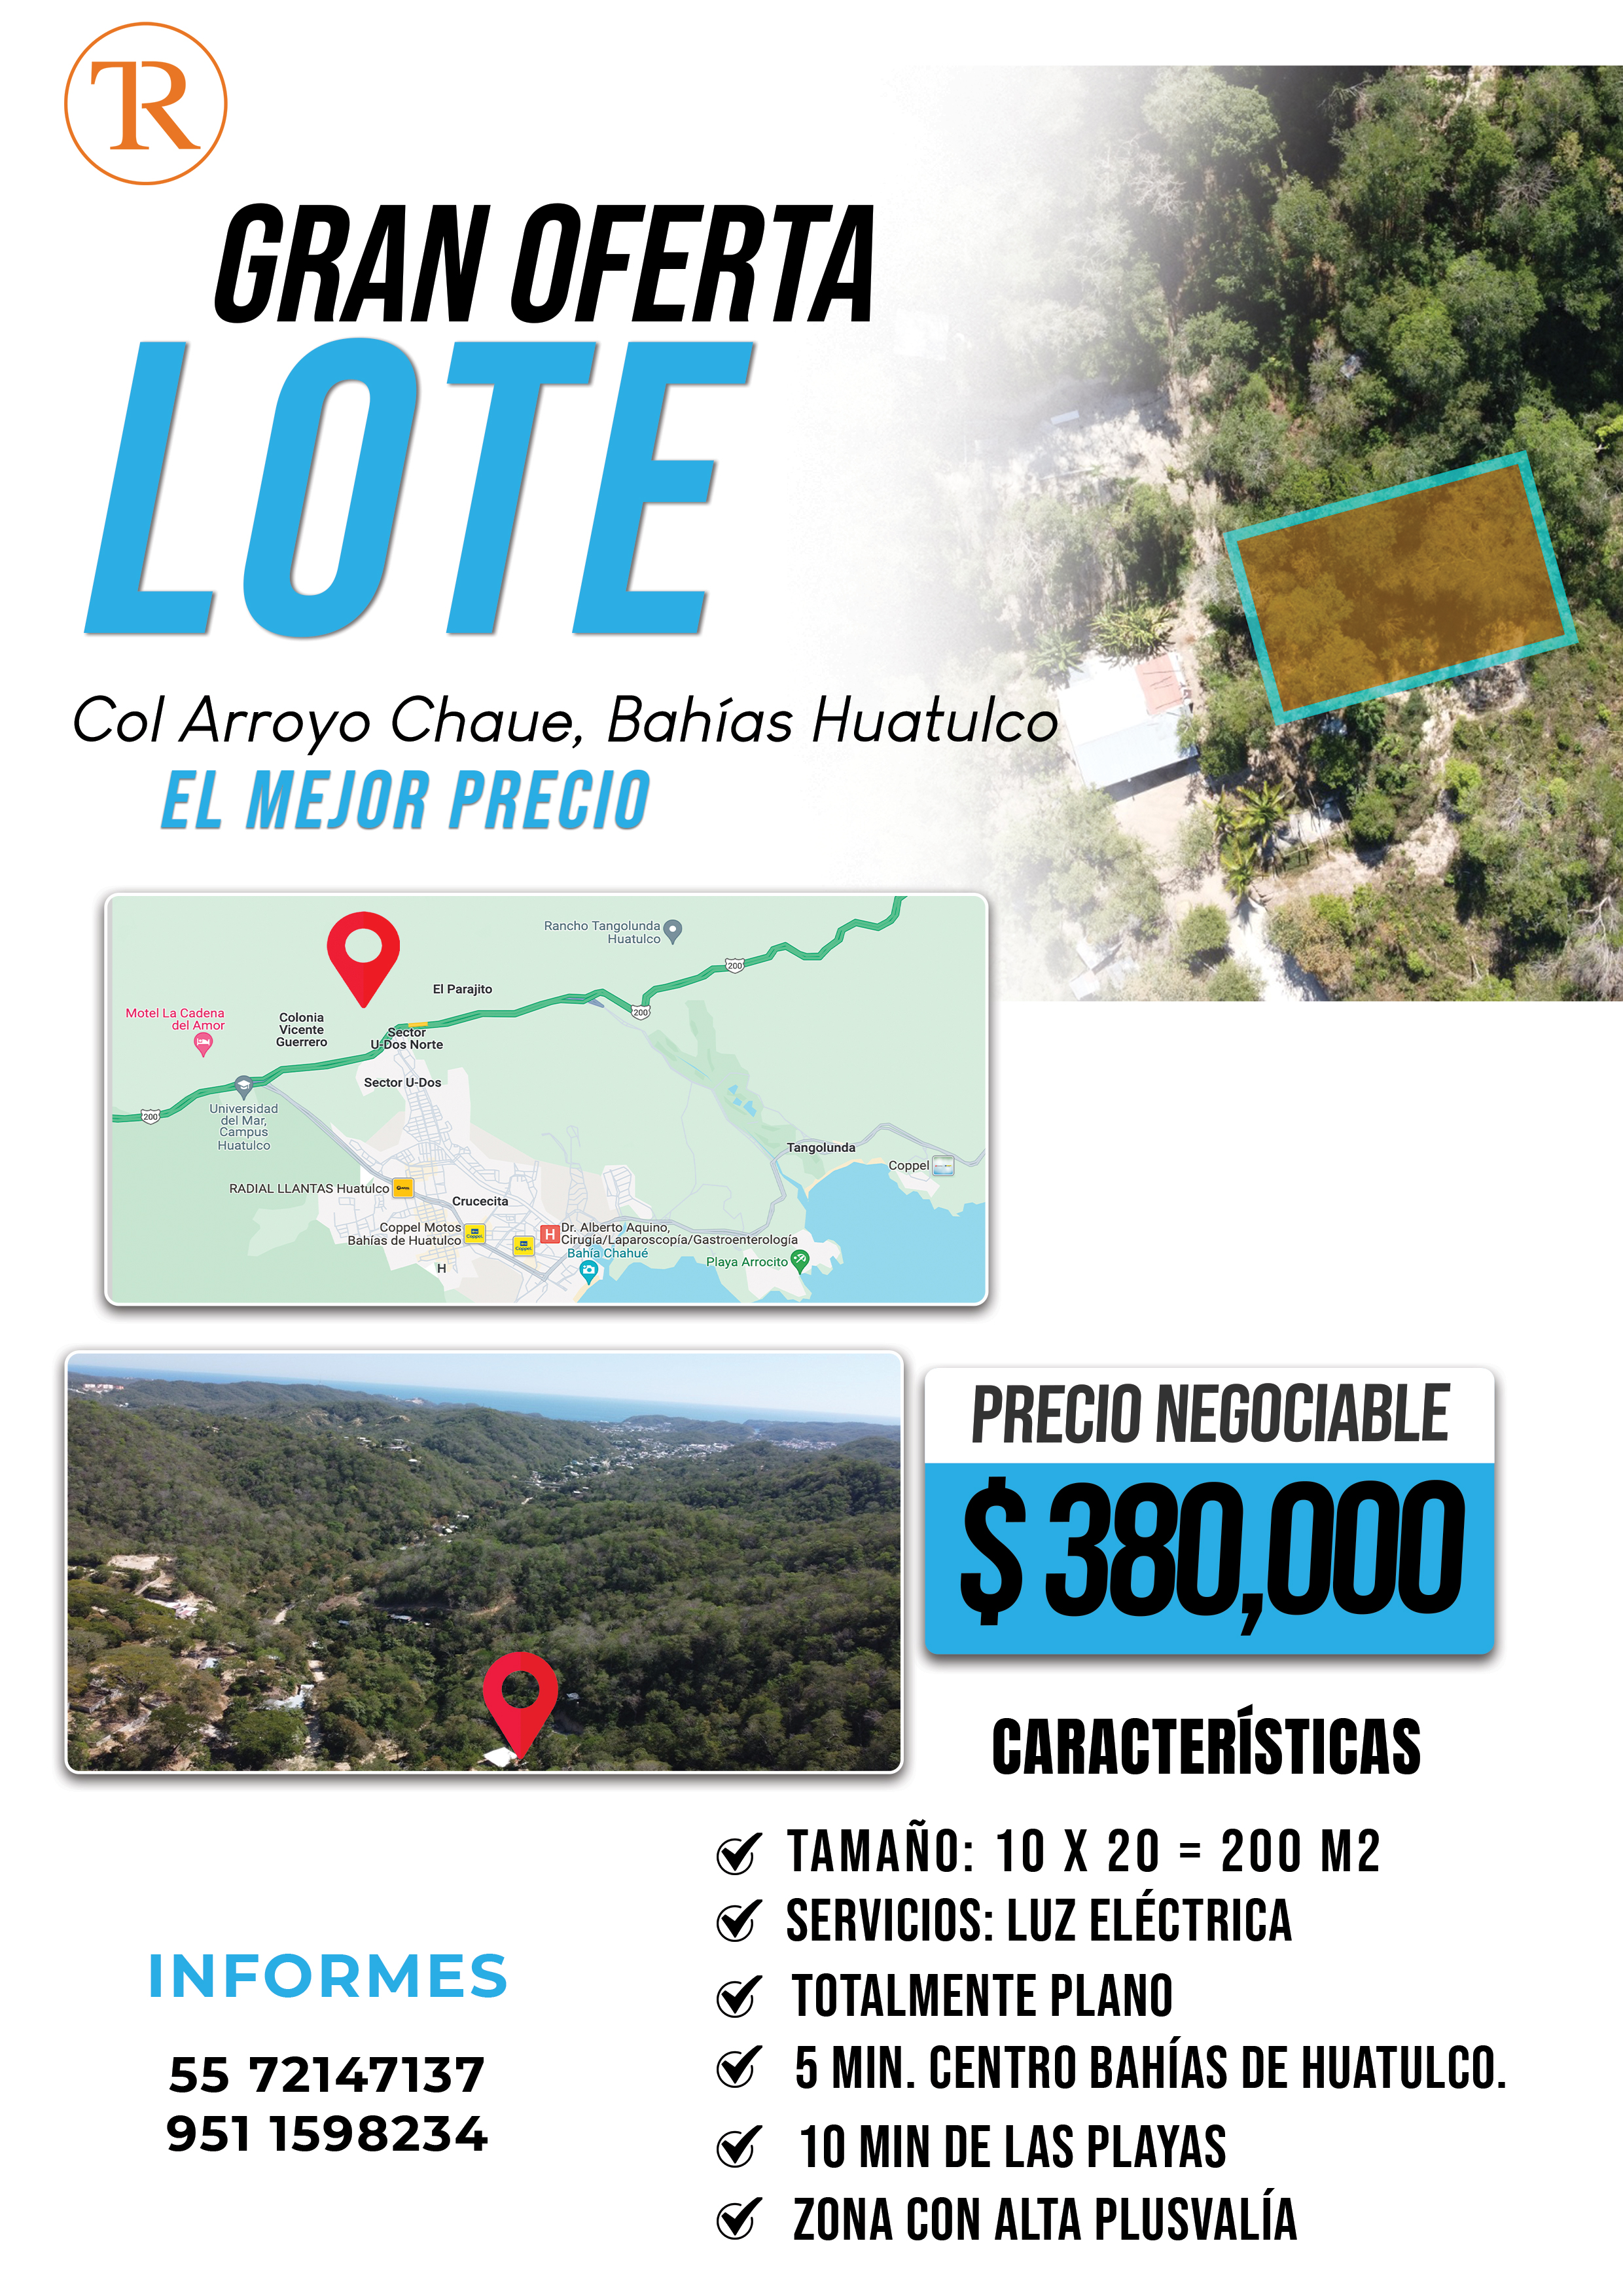 TR
GRAN OFERTA
LOTE
Col Arroyo Chaue, Bahías Huatulco
EL MEJOR PRECIO
Rancho Tangolunda
Huatulco
200
El Parajito
200
Motel La Cadena
del Amor
Colonia
Vicente
Guerrero
Sector
U-Dos Norte
Sector U-Dos
200
Universidad
del Mar,
Campus
Huatulco
Tangolunda
Coppel
RADIAL LLANTAS Huatulco
Crucecita
Coppel Motos
Bahías de Huatulco
H
Dr. Alberto Aquino,
Cirugía/Laparoscopía/Gastroenterología
Bahía Chahué
Playa Arrocito
H
PRECIO NEGOCIABLE
$ 380,000
CARACTERÍSTICAS
TAMAÑO: 10 X 20 = 200 M2
SERVICIOS: LUZ ELÉCTRICA
TOTALMENTE PLANO
5 MIN. CENTRO BAHÍAS DE HUATULCO.
10 MIN DE LAS PLAYAS
ZONA CON ALTA PLUSVALÍA
INFORMES
55 72147137
951 1598234